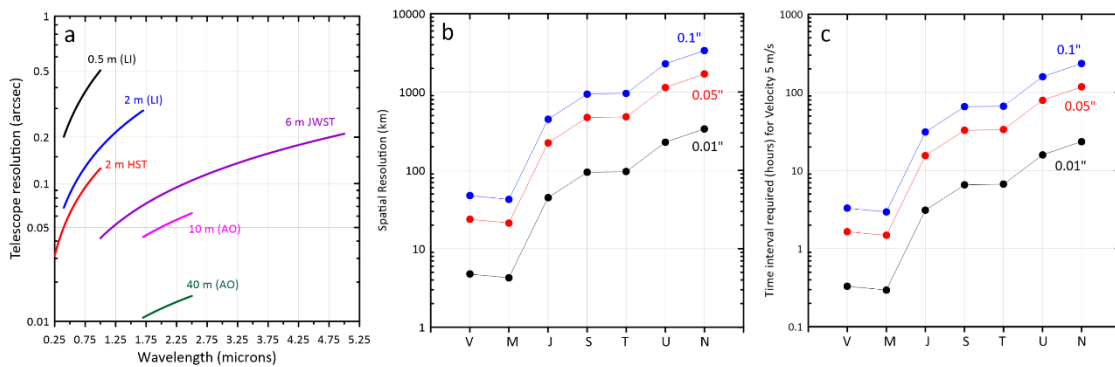 a
Telescope resolution (arcsec)
1
0.5
0.2
0.1
0.05
0.01
0.5 m (LI)
2 m (LI)
6 m JWST
2 m HST
10 m (AO)
40 m (AO)
0.25 0.75 1.25 1.75 2.25 2.75 3.25 3.75 4.25 4.75 5.25
Wavelength (microns)
b
Spatial Resolution (km)
10000
1000
100
10
1
0.1"
0.05"
0.01"
V M J S T U N
c
Time interval required (hours) for Velocity 5 m/s
1000
100
10
1
0.1
0.1"
0.05"
0.01"
V M J S T U N